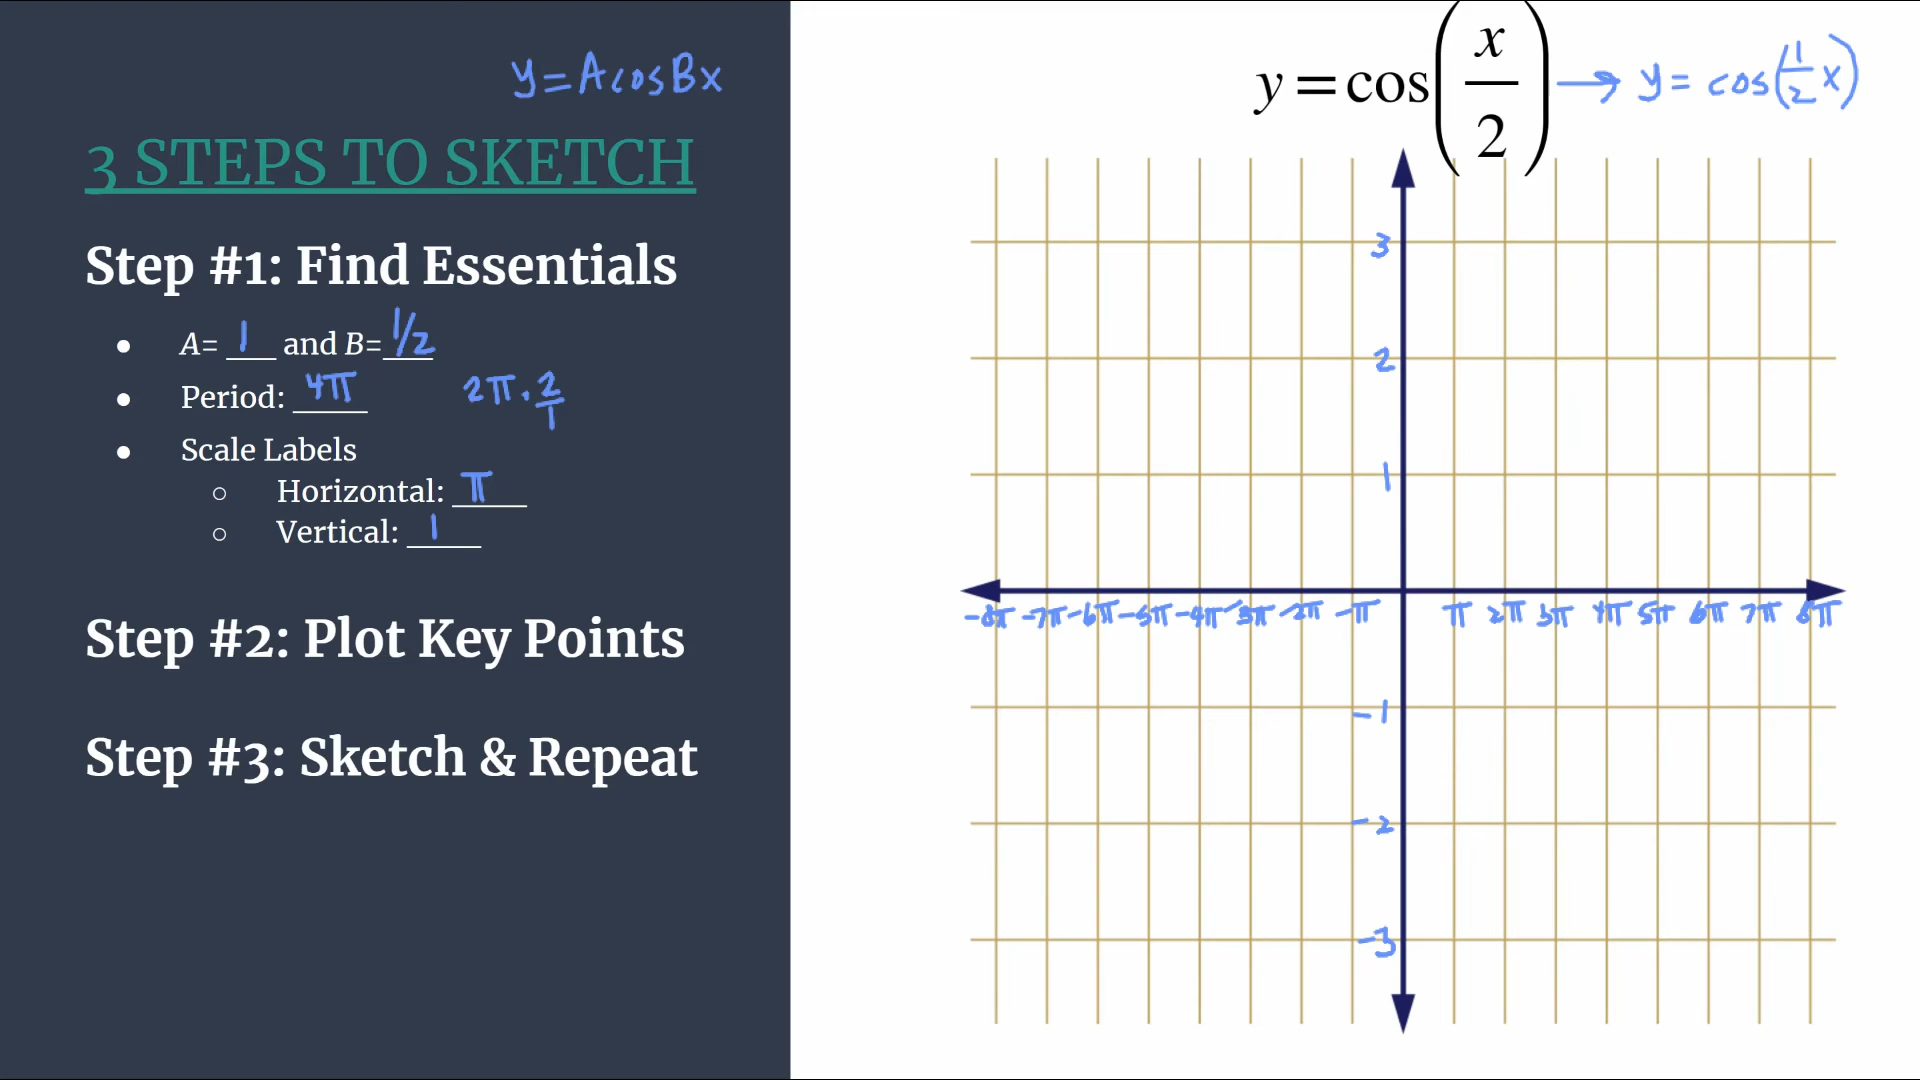 y=AcosBx
3 STEPS TO SKETCH
Step #1: Find Essentials
● A= 1 and B= 1/2
● Period: 4π 2π · 2/1
● Scale Labels
○ Horizontal: π
○ Vertical: 1
Step #2: Plot Key Points
Step #3: Sketch & Repeat
y = cos(x/2) → y = cos(1/2 x)
3
2
1
-8π -7π -6π -5π -4π -3π -2π -π π 2π 3π 4π 5π 6π 7π 8π
-1
-2
-3